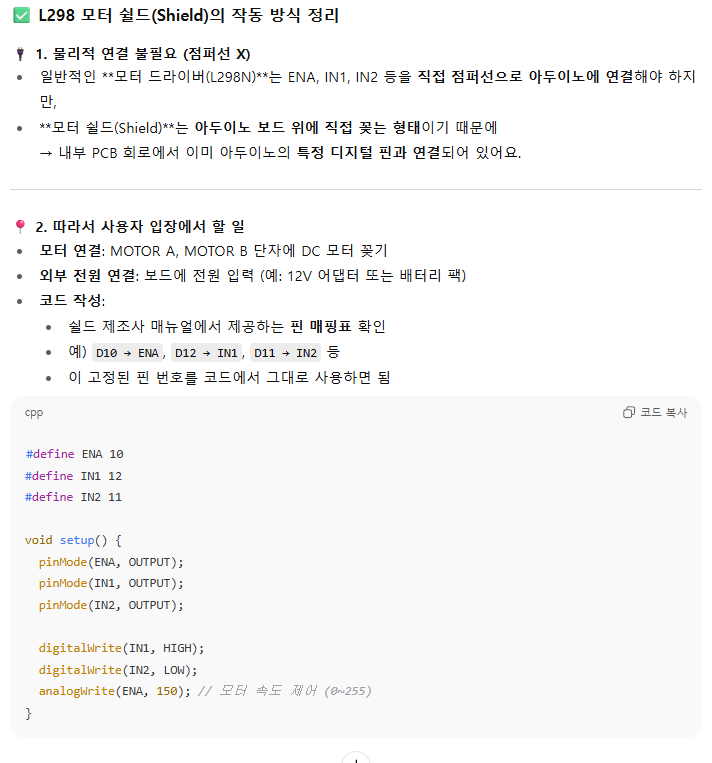 ✅ L298 모터 쉴드(Shield)의 작동 방식 정리
🔌 1. 물리적 연결 불필요 (점퍼선 X)
• 일반적인 **모터 드라이버(L298N)**는 ENA, IN1, IN2 등을 직접 점퍼선으로 아두이노에 연결해야 하지
만,
• **모터 쉴드(Shield)**는 아두이노 보드 위에 직접 꽂는 형태이기 때문에
→ 내부 PCB 회로에서 이미 아두이노의 특정 디지털 핀과 연결되어 있어요.
📍 2. 따라서 사용자 입장에서 할 일
• 모터 연결: MOTOR A, MOTOR B 단자에 DC 모터 꽂기
• 외부 전원 연결: 보드에 전원 입력 (예: 12V 어댑터 또는 배터리 팩)
• 코드 작성:
• 쉴드 제조사 매뉴얼에서 제공하는 핀 매핑표 확인
• 예) D10 → ENA, D12 → IN1, D11 → IN2 등
• 이 고정된 핀 번호를 코드에서 그대로 사용하면 됨
cpp 코드 복사
#define ENA 10
#define IN1 12
#define IN2 11
void setup() {
pinMode(ENA, OUTPUT);
pinMode(IN1, OUTPUT);
pinMode(IN2, OUTPUT);
digitalWrite(IN1, HIGH);
digitalWrite(IN2, LOW);
analogWrite(ENA, 150); // 모터 속도 제어 (0~255)
}